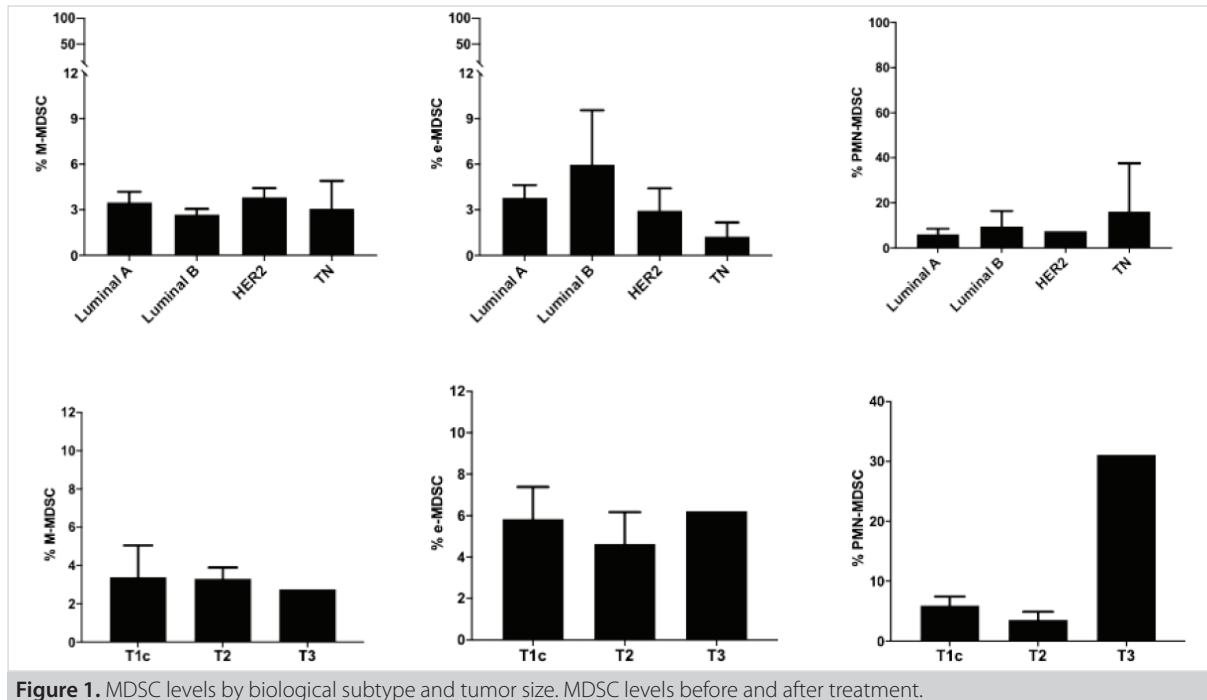 % M-MDSC
100
50
12
9
6
3
0
Luminal A
Luminal B
HER2
TN
% e-MDSC
100
50
12
9
6
3
0
Luminal A
Luminal B
HER2
TN
% PMN-MDSC
100
80
60
40
20
0
Luminal A
Luminal B
HER2
TN
% M-MDSC
12
10
8
6
4
2
0
T1c T2 T3
% e-MDSC
12
10
8
6
4
2
0
T1c T2 T3
% PMN-MDSC
40
30
20
10
0
T1c T2 T3
Figure 1. MDSC levels by biological subtype and tumor size. MDSC levels before and after treatment.